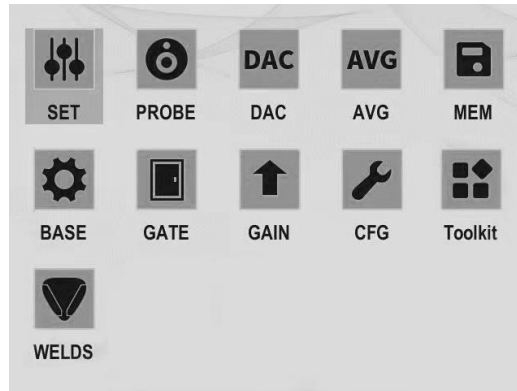 DAC AVG
SET PROBE DAC AVG MEM
BASE GATE GAIN CFG Toolkit
WELDS